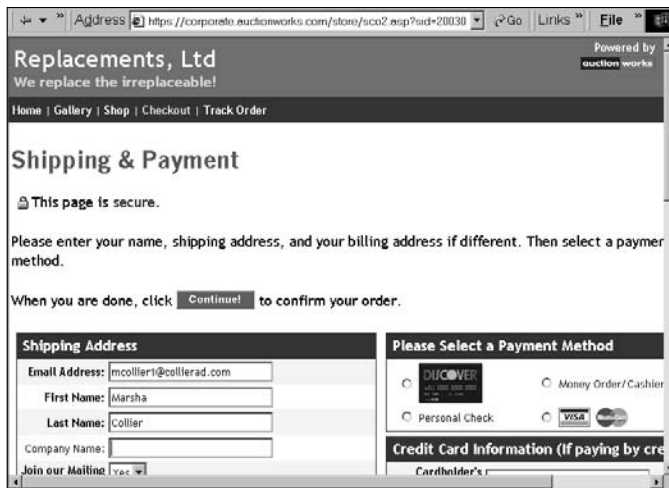 Address https://corporate.auctionworks.com/store/sco2.asp?sid=20030 Go Links » File »
Replacements, Ltd
We replace the irreplaceable!
Powered by
auction works
Home | Gallery | Shop | Checkout | Track Order
Shipping & Payment
This page is secure.
Please enter your name, shipping address, and your billing address if different. Then select a paymer
method.
When you are done, click Continue! to confirm your order.
Shipping Address
Email Address: mcollier1@collierad.com
First Name: Marsha
Last Name: Collier
Company Name:
Join our Mailing Yes
Please Select a Payment Method
DISCOVER
Money Order/Cashier
Personal Check
VISA MasterCard
Credit Card Information (If paying by cre
Cardholder's